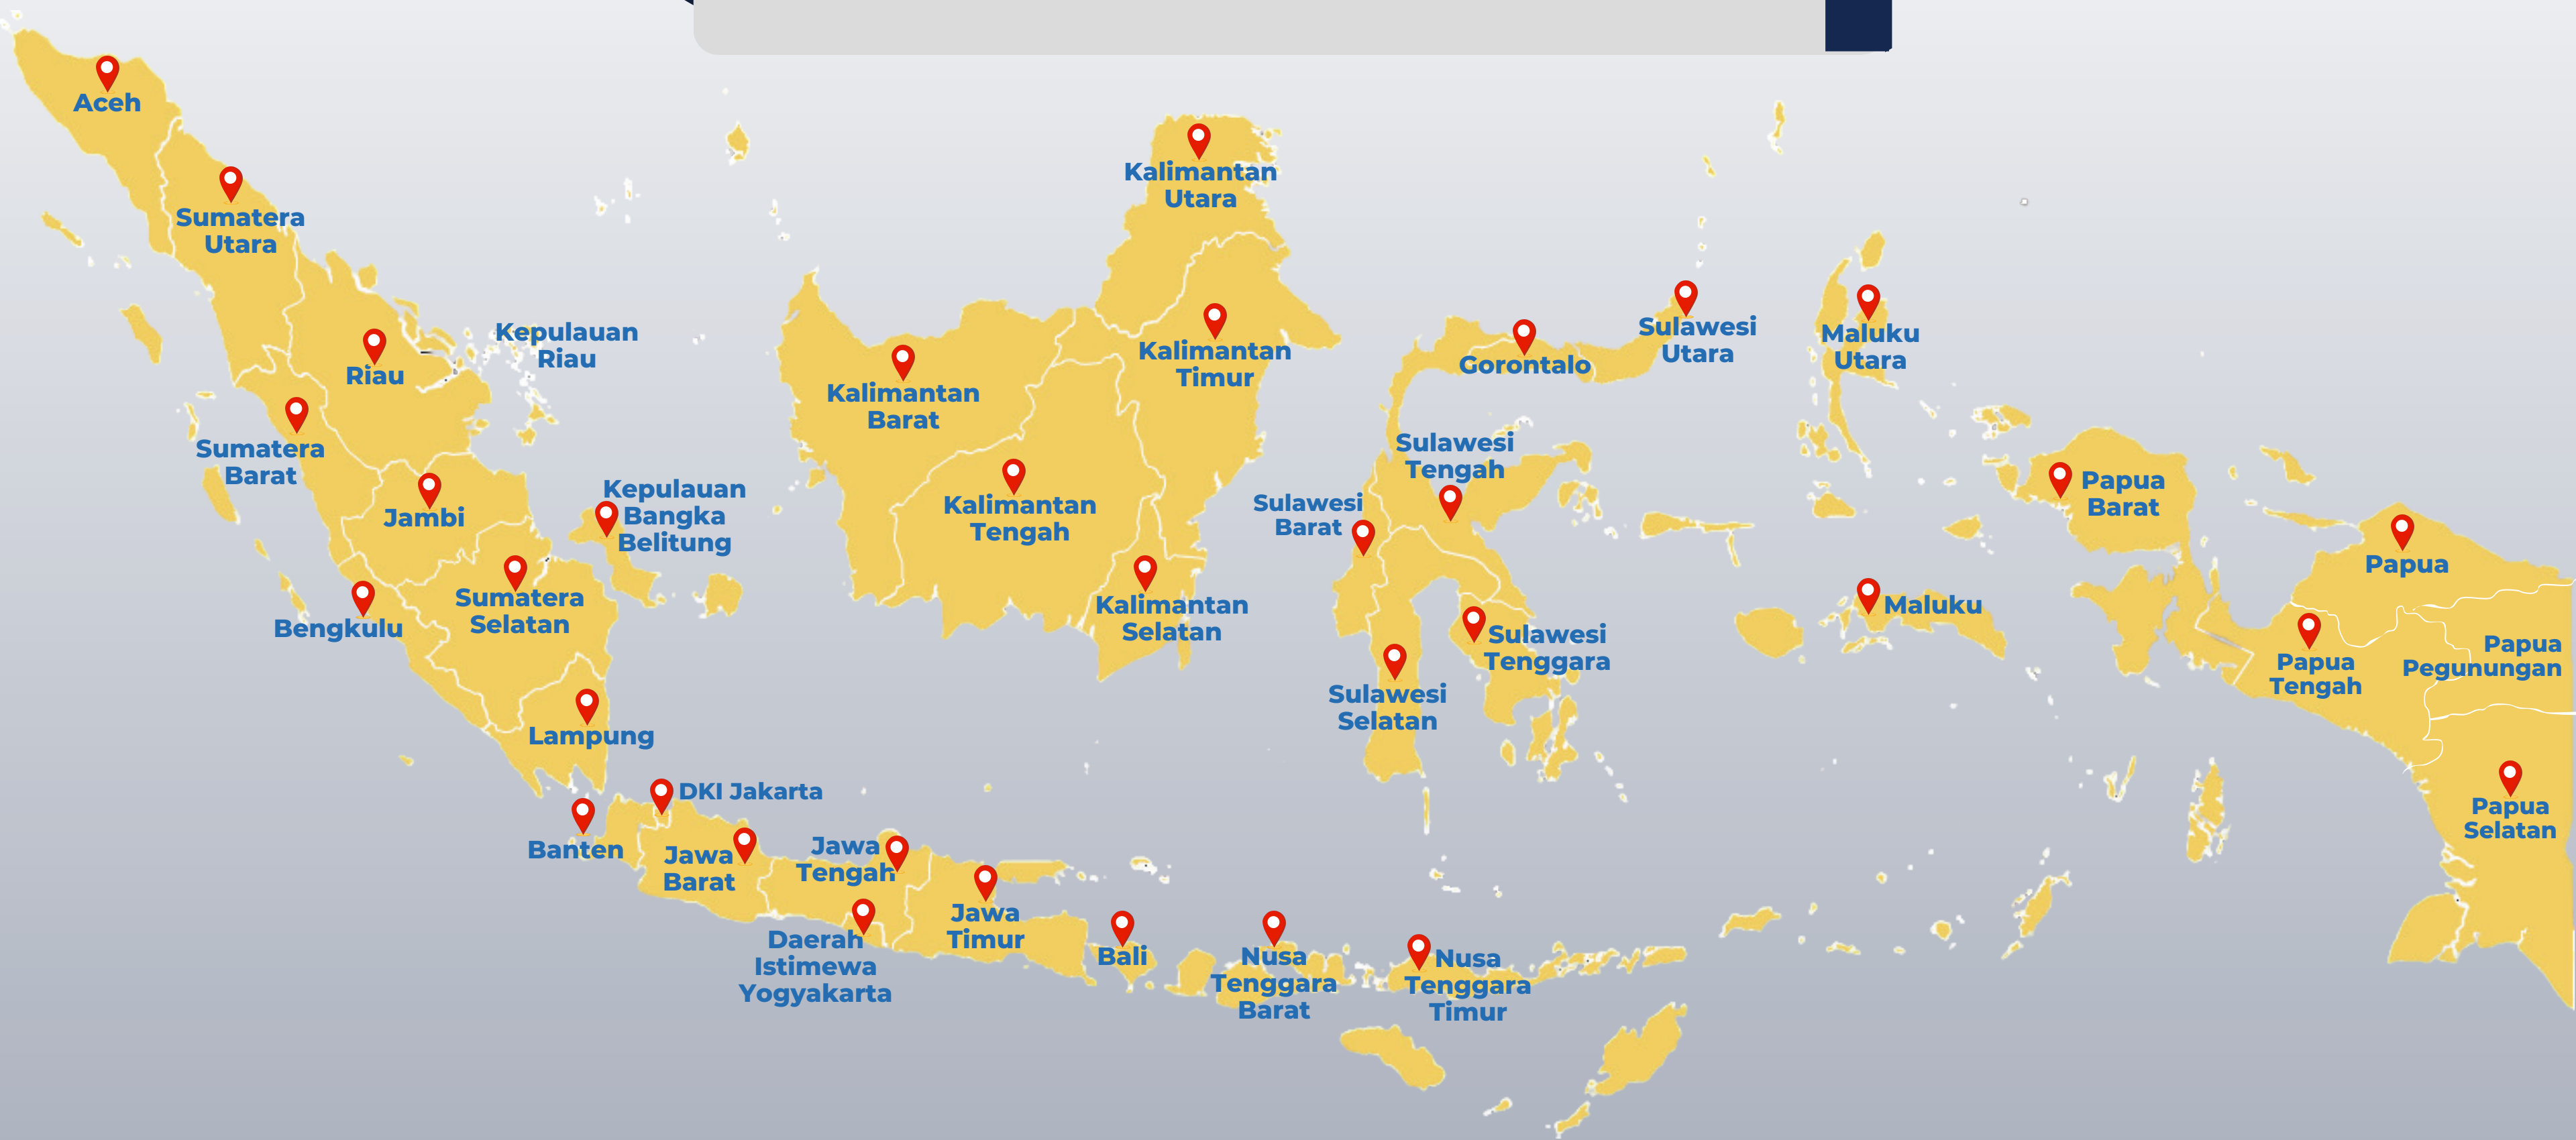 Aceh
Sumatera
Utara
Kepulauan
Riau
Riau
Sumatera
Barat
Jambi
Kepulauan
Bangka
Belitung
Bengkulu
Sumatera
Selatan
Lampung
Banten
DKI Jakarta
Jawa
Barat
Jawa
Tengah
Daerah
Istimewa
Yogyakarta
Jawa
Timur
Bali
Nusa
Tenggara
Barat
Nusa
Tenggara
Timur
Kalimantan
Utara
Kalimantan
Timur
Kalimantan
Barat
Kalimantan
Tengah
Kalimantan
Selatan
Sulawesi
Utara
Gorontalo
Sulawesi
Tengah
Sulawesi
Barat
Sulawesi
Tenggara
Sulawesi
Selatan
Maluku
Utara
Maluku
Papua
Barat
Papua
Papua
Tengah
Papua
Pegunungan
Papua
Selatan